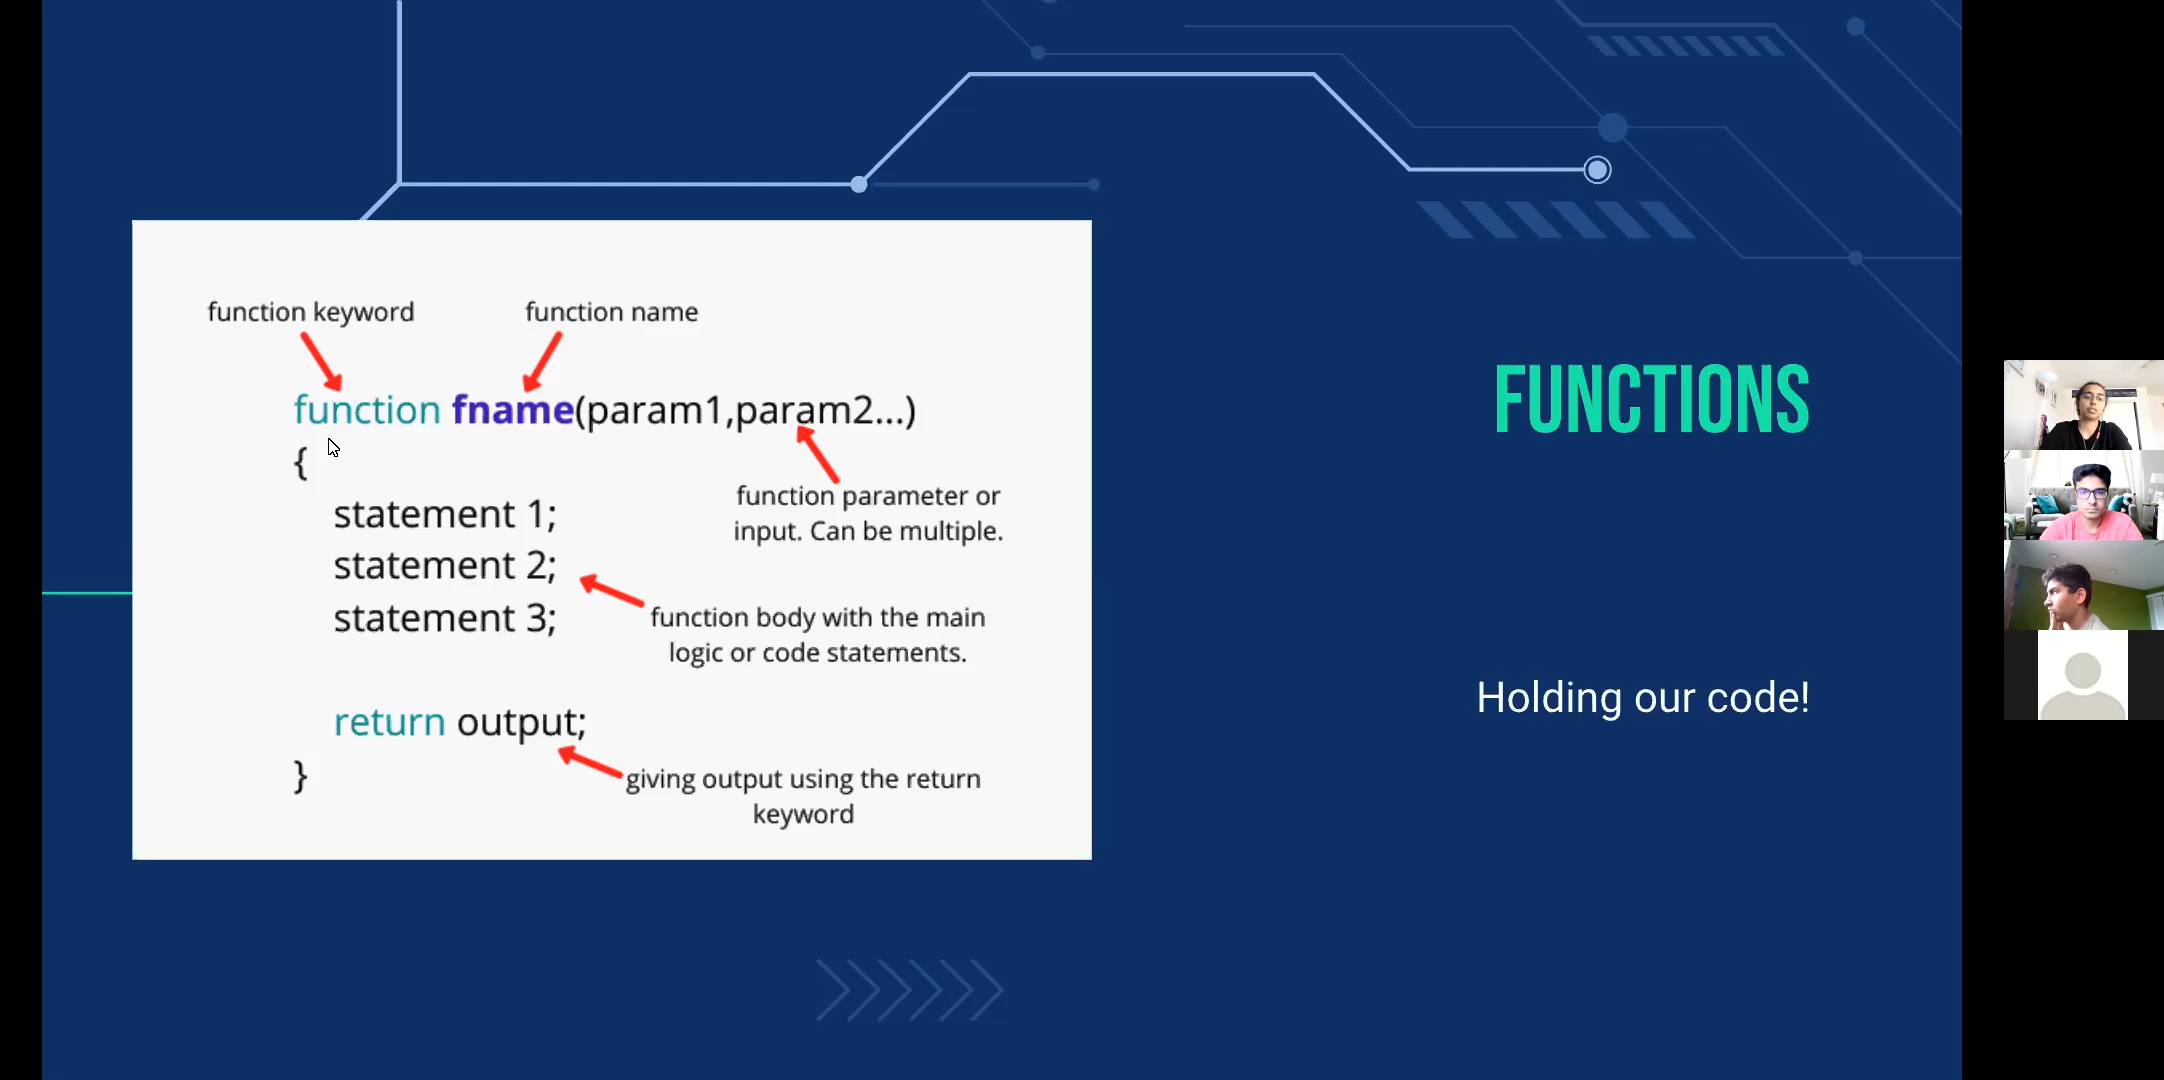 function keyword
function name
function fname(param1,param2...)
{
function parameter or
input. Can be multiple.
statement 1;
statement 2;
statement 3;
function body with the main
logic or code statements.
return output;
}
giving output using the return
keyword
FUNCTIONS
Holding our code!